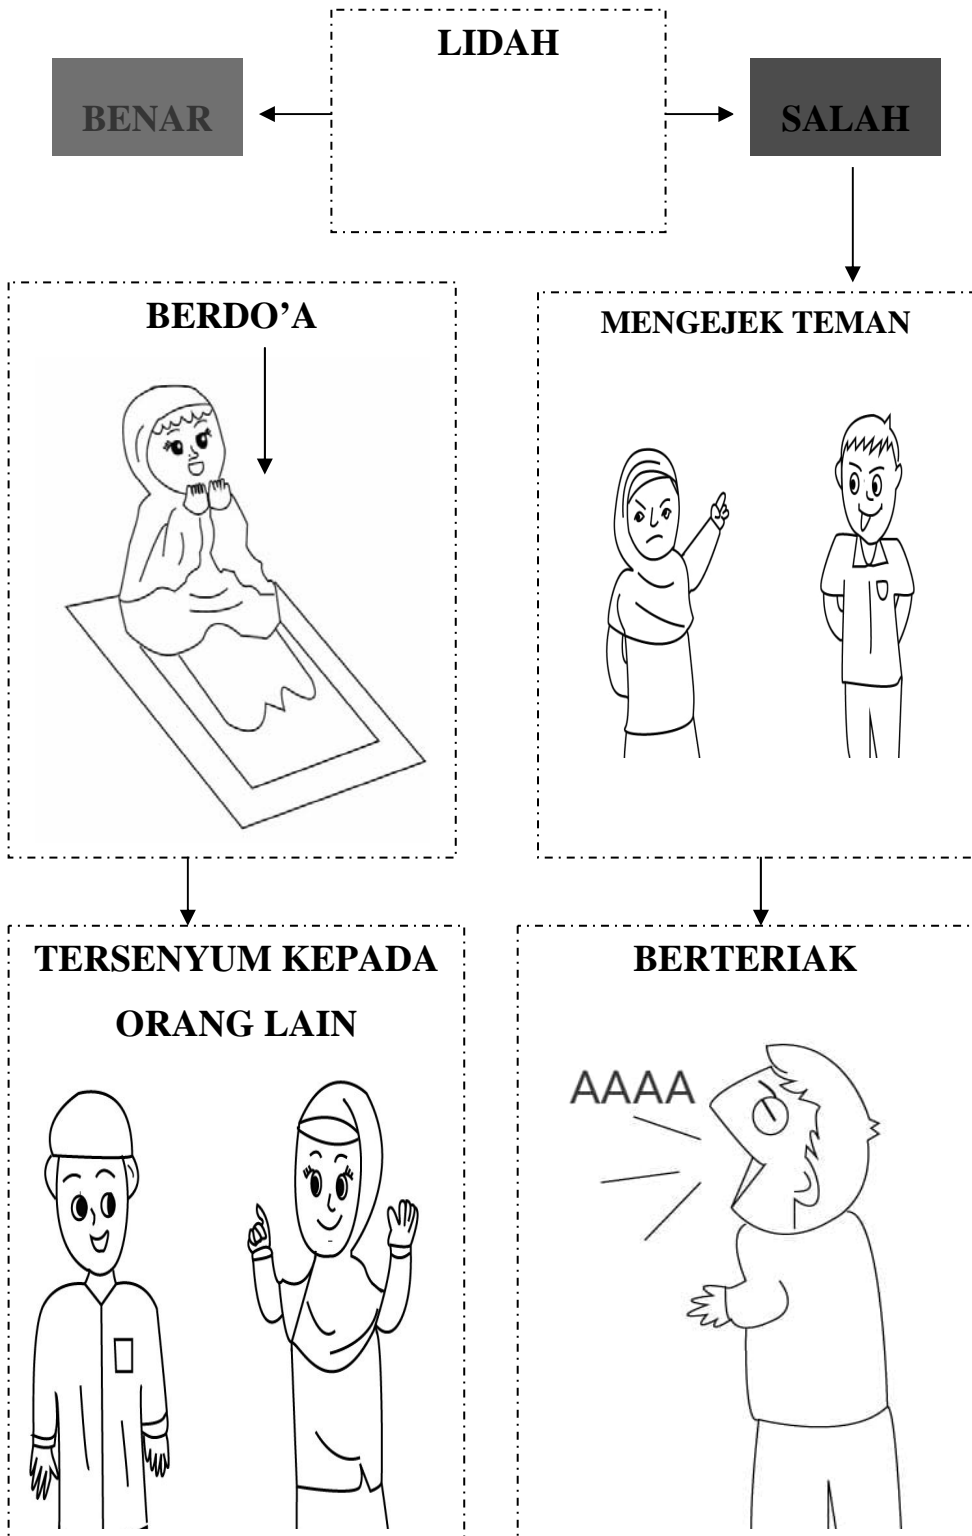 LIDAH
BENAR
SALAH
BERDO’A
MENGEJEK TEMAN
TERSENYUM KEPADA
ORANG LAIN
BERTERIAK
AAAA